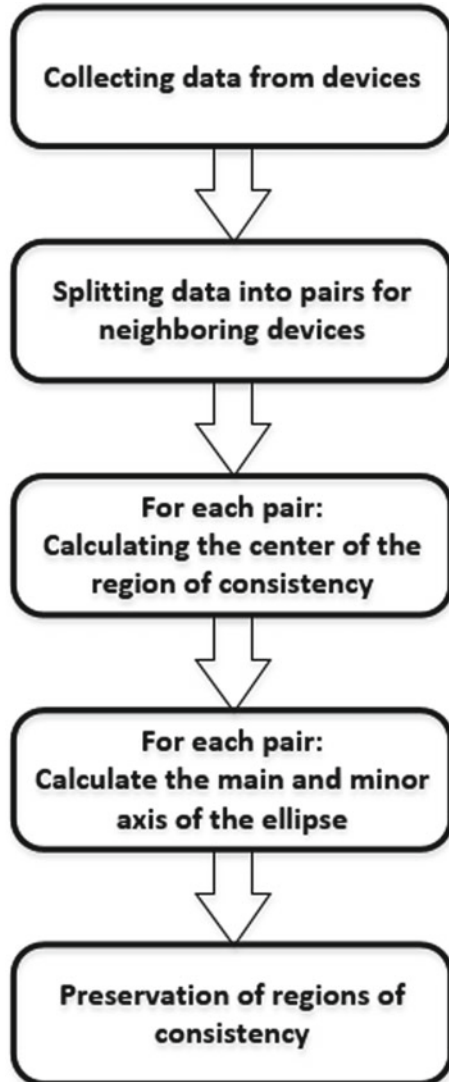 Collecting data from devices
Splitting data into pairs for
neighboring devices
For each pair:
Calculating the center of the
region of consistency
For each pair:
Calculate the main and minor
axis of the ellipse
Preservation of regions of
consistency